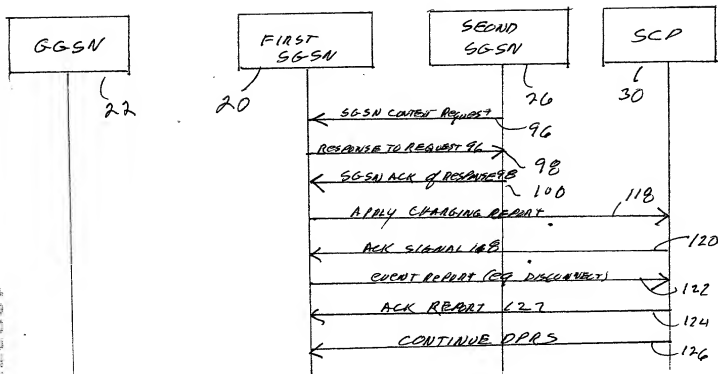 GGSN
22
FIRST
SGSN
20
SEOND
SGSN
26
SCP
30
SGSN CONTEXT REQUEST
96
RESPONSE TO REQUEST 96
98
SGSN ACK of RESPONSE 98
100
APPLY CHARGING REPORT
118
ACK SIGNAL 118
120
EVENT REPORT (eg DISCONNECT)
122
ACK REPORT 122
124
CONTINUE DPRS
126